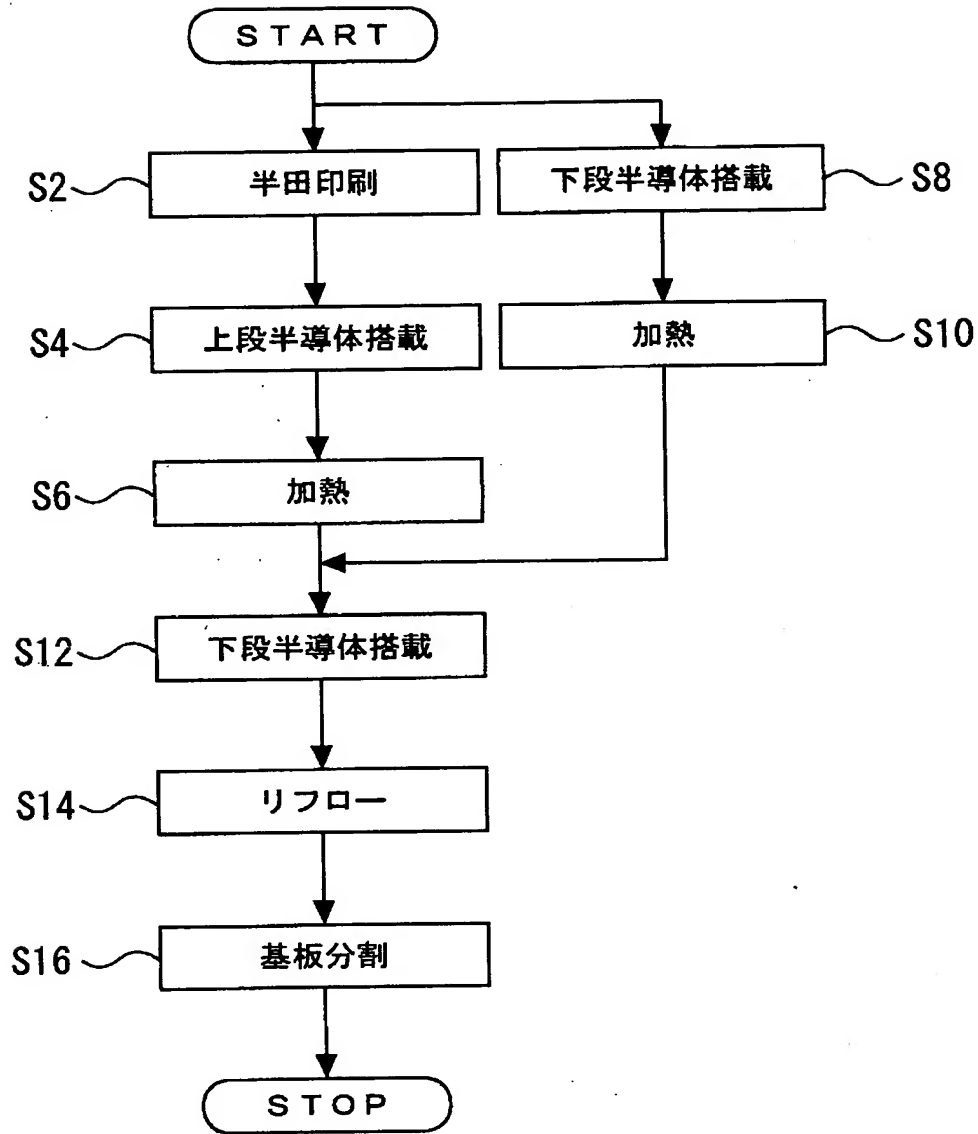 START
S2 半田印刷
下段半導体搭載 S8
S4 上段半導体搭載
加熱 S10
S6 加熱
S12 下段半導体搭載
S14 リフロー
S16 基板分割
STOP